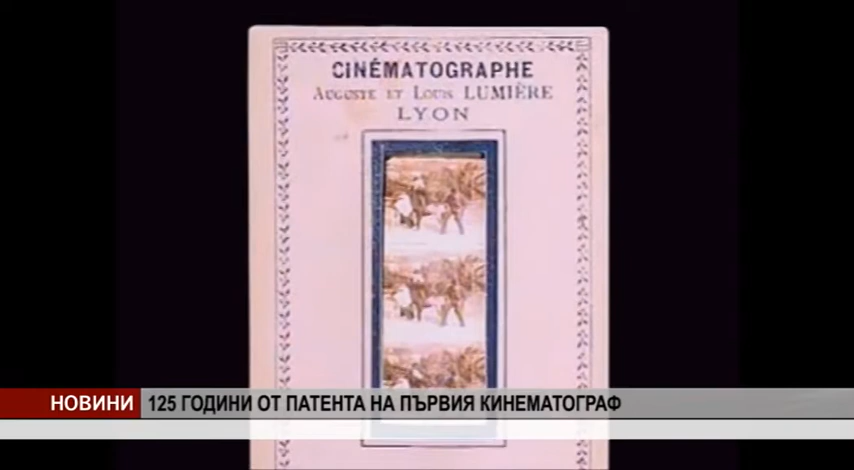 CINÉMATOGRAPHE
AUGUSTE ET LOUIS LUMIÈRE
LYON
НОВИНИ 125 ГОДИНИ ОТ ПАТЕНТА НА ПЪРВИЯ КИНЕМАТОГРАФ